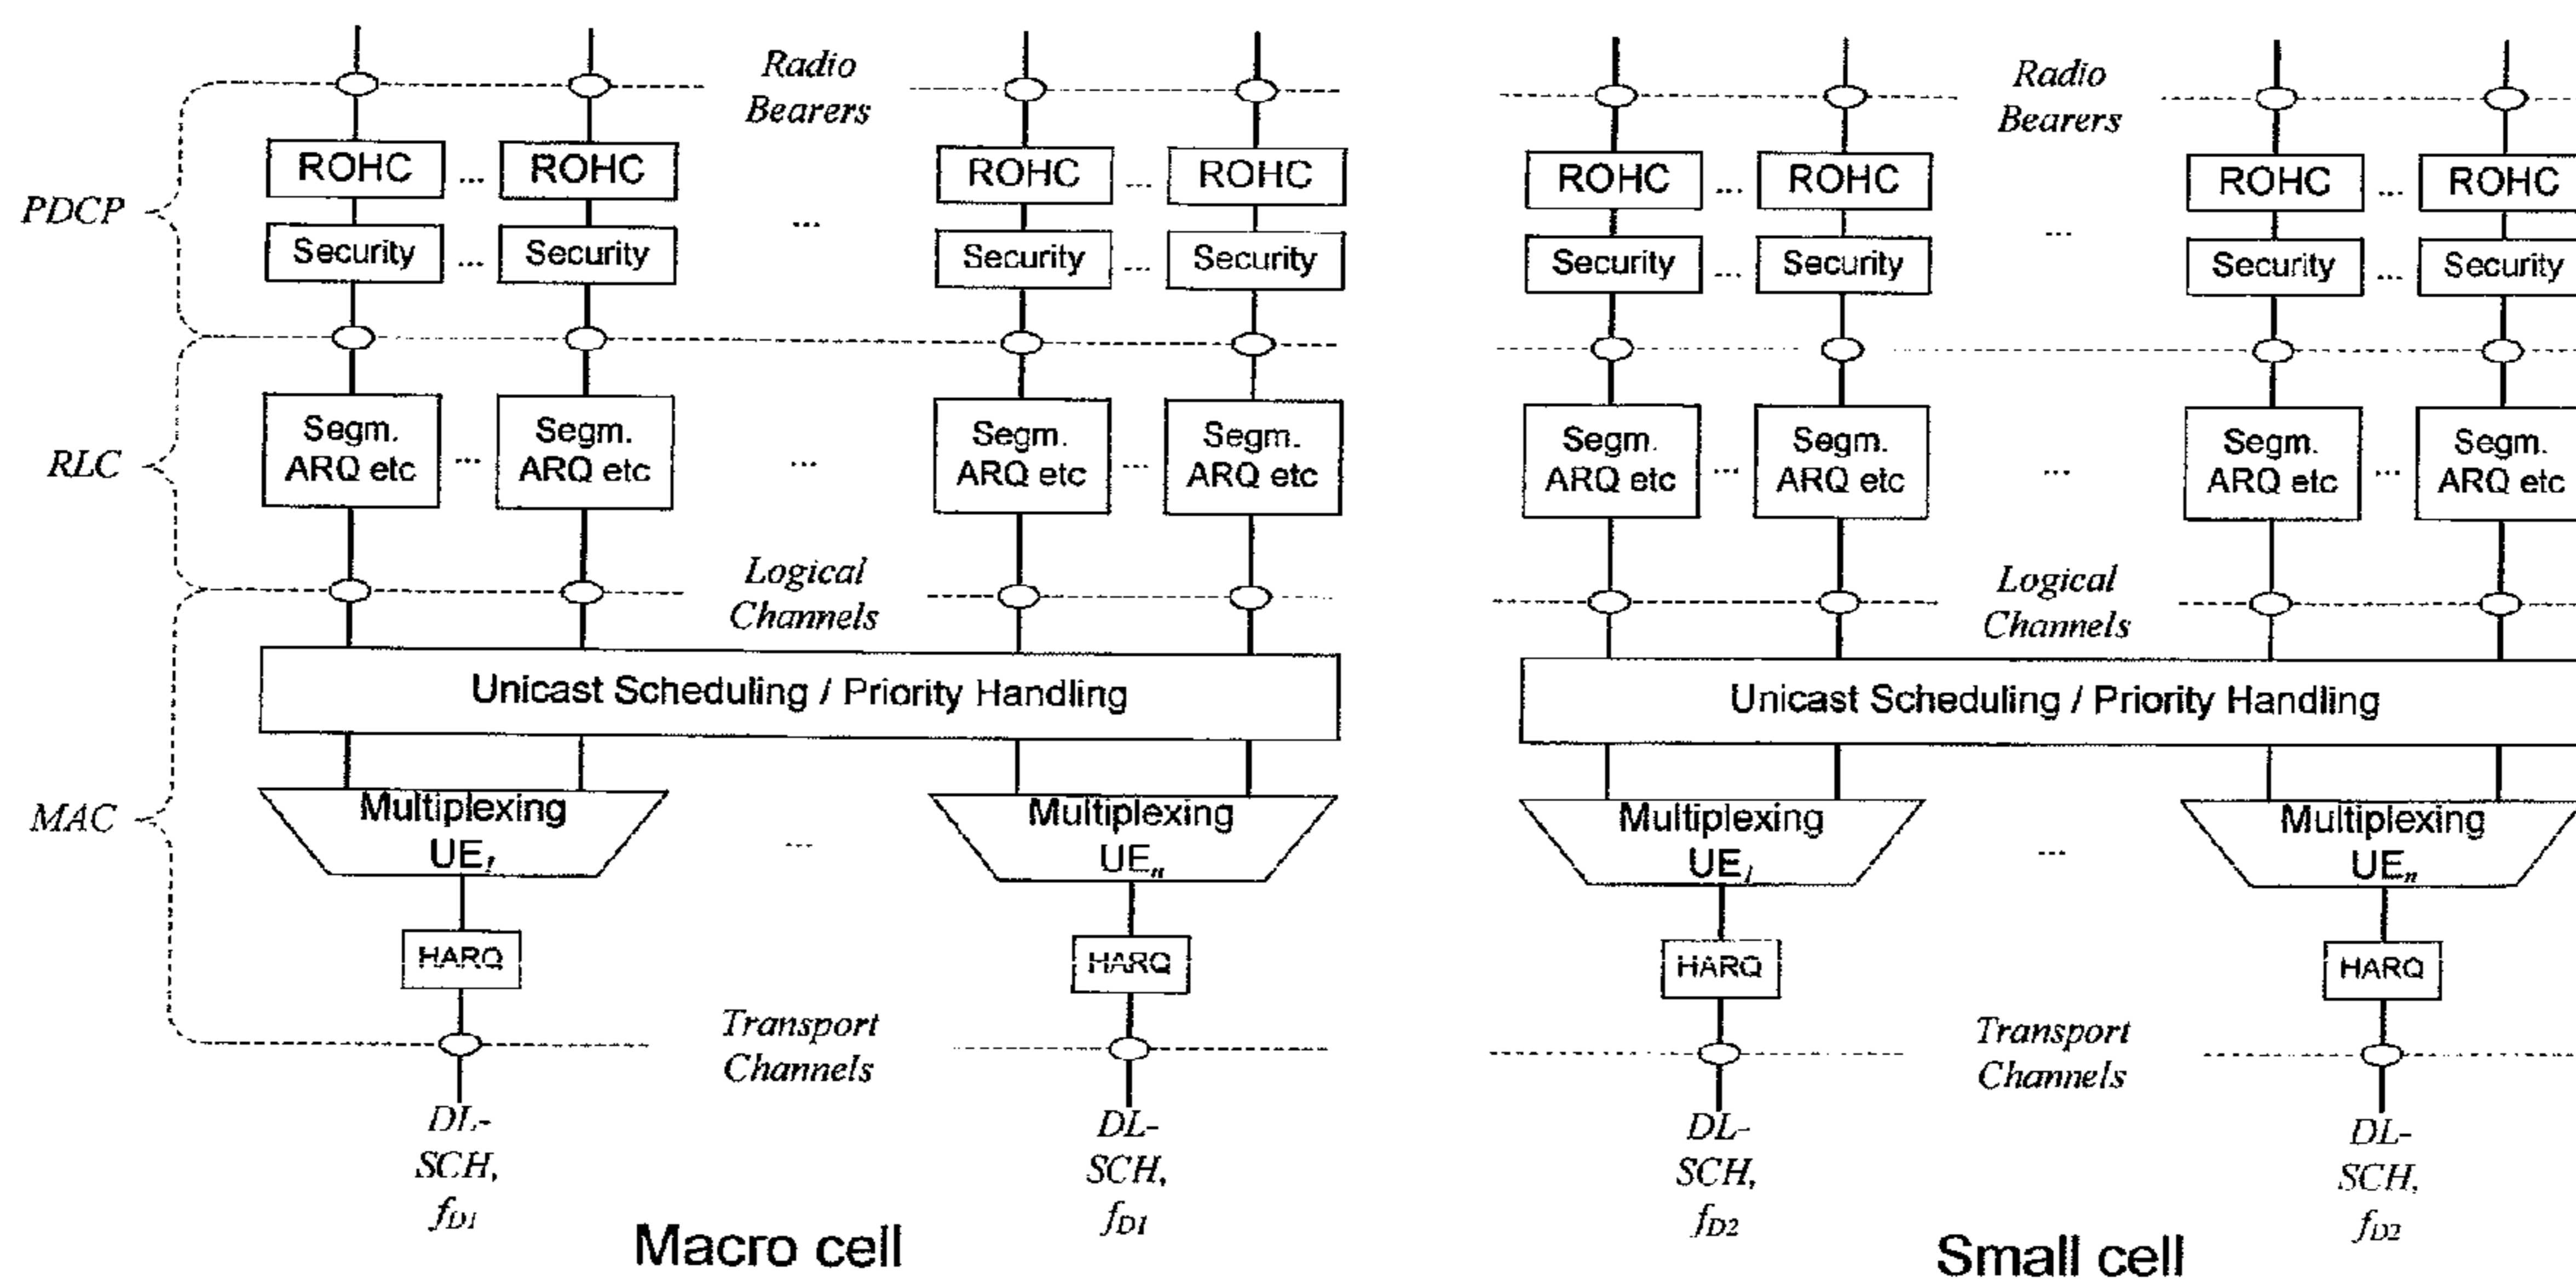 Radio
Bearers
Radio
Bearers
PDCP
ROHC ... ROHC
ROHC ... ROHC
ROHC ... ROHC
ROHC ... ROHC
...
...
Security ... Security
Security ... Security
Security ... Security
Security ... Security
RLC
Segm.
ARQ etc
...
Segm.
ARQ etc
...
Segm.
ARQ etc
...
Segm.
ARQ etc
Segm.
ARQ etc
...
Segm.
ARQ etc
...
Segm.
ARQ etc
...
Segm.
ARQ etc
Logical
Channels
Logical
Channels
Unicast Scheduling / Priority Handling
Unicast Scheduling / Priority Handling
MAC
Multiplexing
UE1
...
Multiplexing
UEn
Multiplexing
UE1
...
Multiplexing
UEn
HARQ
HARQ
HARQ
HARQ
Transport
Channels
Transport
Channels
DL-
SCH,
fD1
DL-
SCH,
fD1
DL-
SCH,
fD2
DL-
SCH,
fD2
Macro cell
Small cell